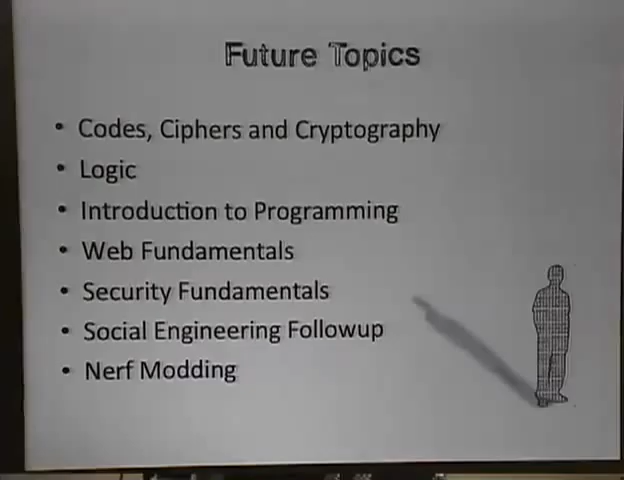 Future Topics
• Codes, Ciphers and Cryptography
• Logic
• Introduction to Programming
• Web Fundamentals
• Security Fundamentals
• Social Engineering Followup
• Nerf Modding